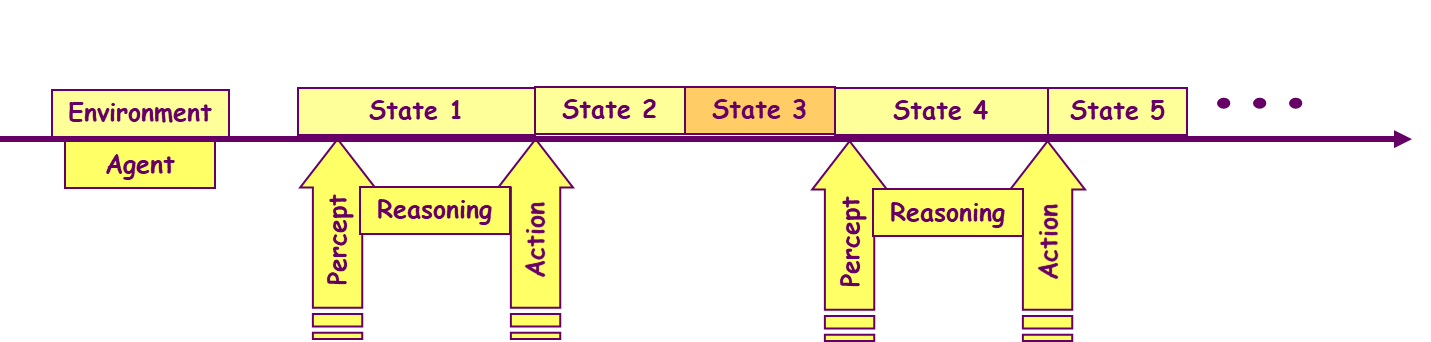 Environment
State 1
State 2
State 3
State 4
State 5
• • •
Agent
Percept
Reasoning
Action
Percept
Reasoning
Action